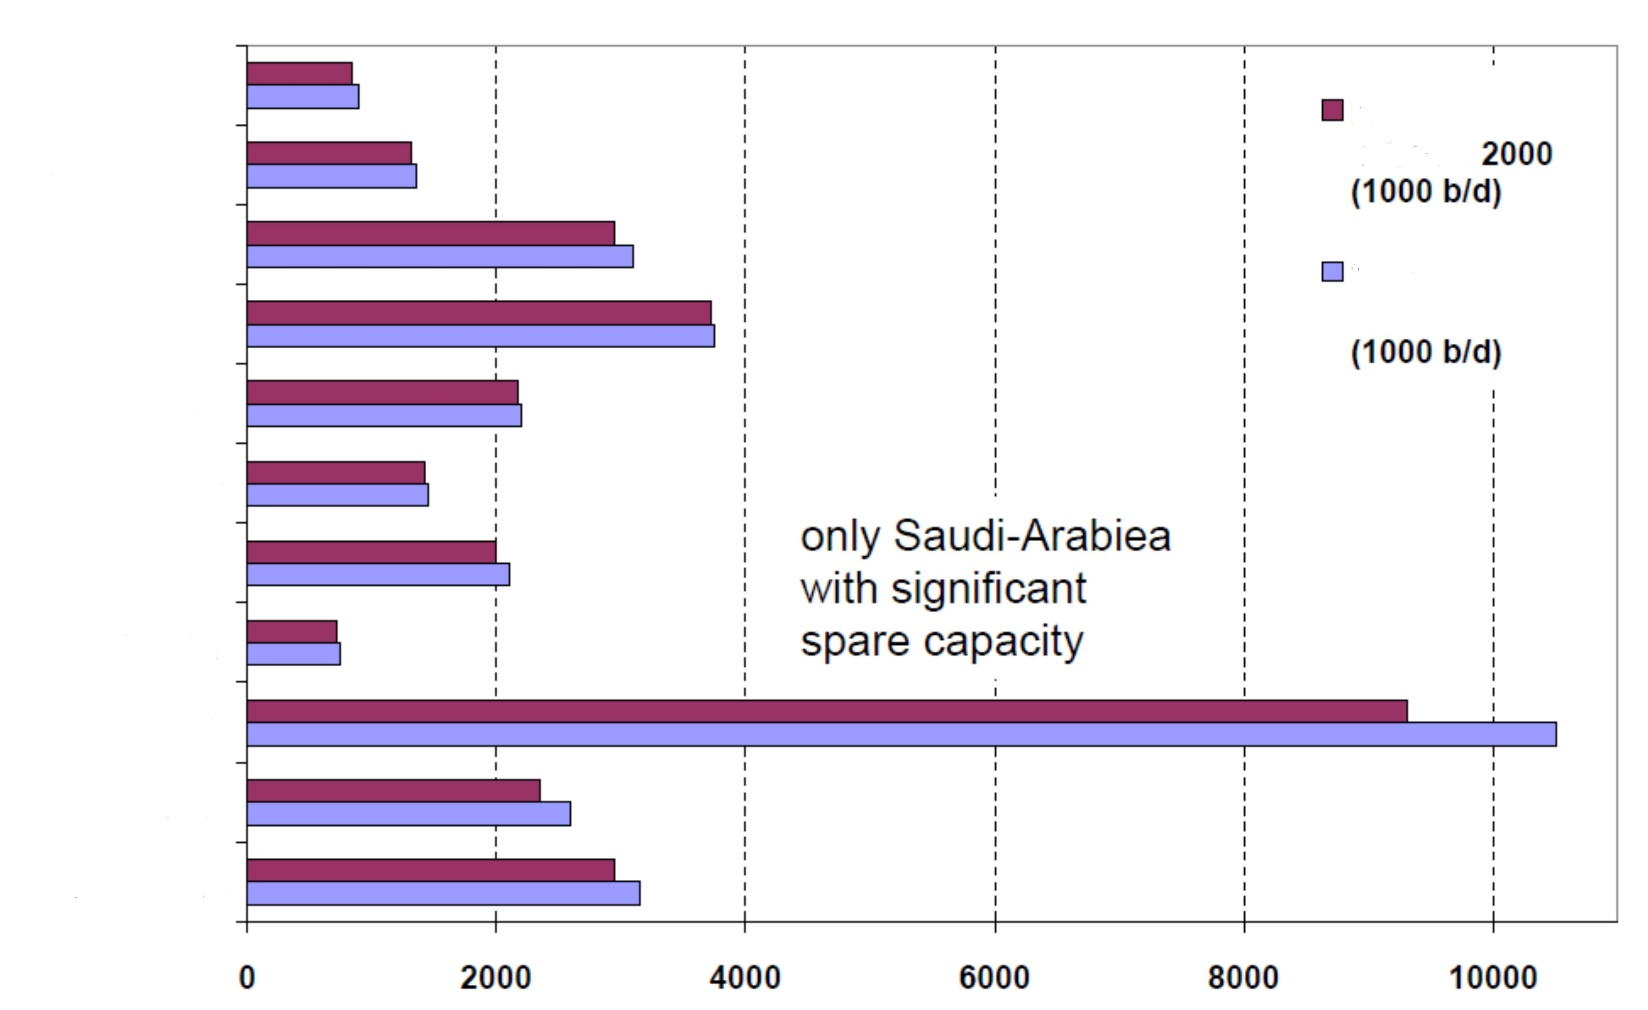 2000
(1000 b/d)
(1000 b/d)
only Saudi-Arabiea
with significant
spare capacity
0 2000 4000 6000 8000 10000